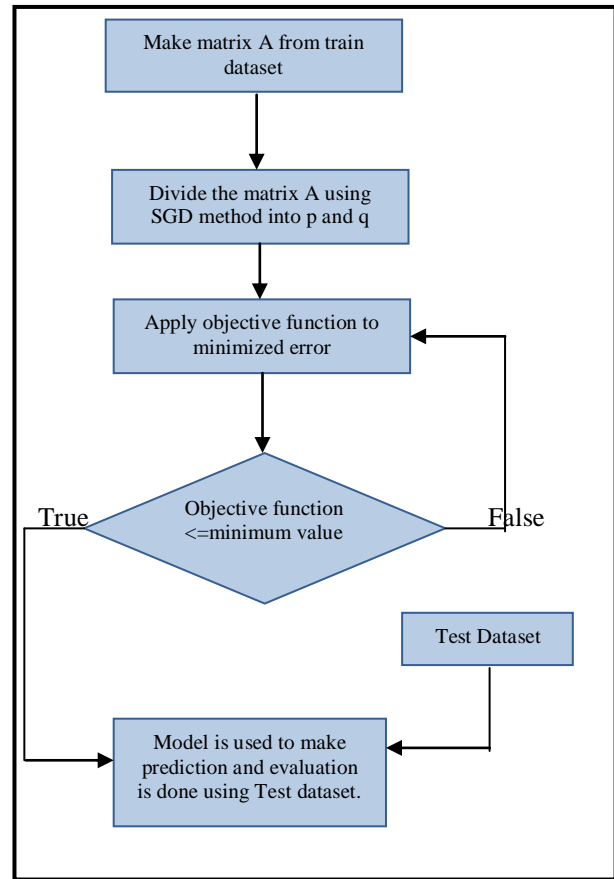 Make matrix A from train
dataset
Divide the matrix A using
SGD method into p and q
Apply objective function to
minimized error
Objective function
<=minimum value
True
False
Test Dataset
Model is used to make
prediction and evaluation
is done using Test dataset.